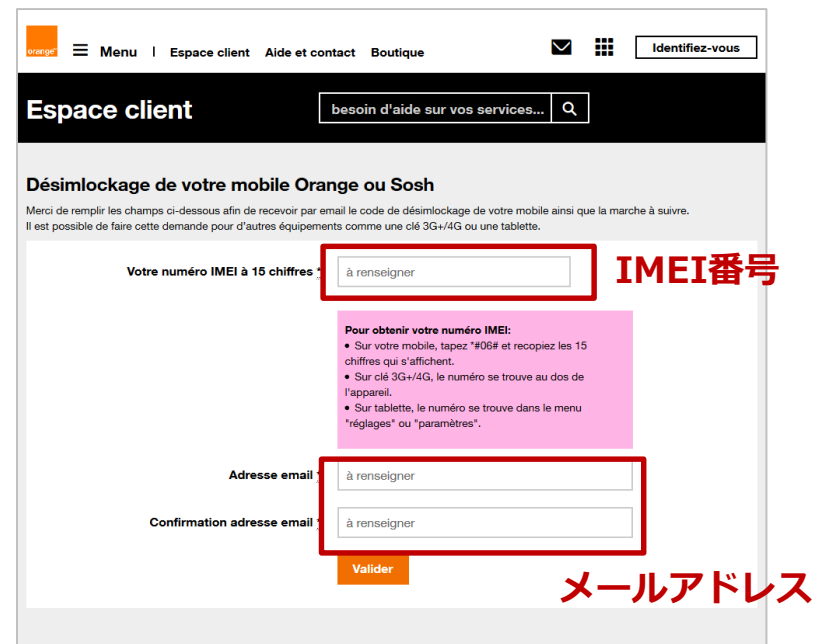 orange™
Menu | Espace client Aide et contact Boutique
Identifiez-vous
Espace client
besoin d'aide sur vos services...
Désimlockage de votre mobile Orange ou Sosh
Merci de remplir les champs ci-dessous afin de recevoir par email le code de désimlockage de votre mobile ainsi que la marche à suivre.
Il est possible de faire cette demande pour d'autres équipements comme une clé 3G+/4G ou une tablette.
Votre numéro IMEI à 15 chiffres *
à renseigner
IMEI番号
Pour obtenir votre numéro IMEI:
• Sur votre mobile, tapez *#06# et recopiez les 15
chiffres qui s'affichent.
• Sur clé 3G+/4G, le numéro se trouve au dos de
l'appareil.
• Sur tablette, le numéro se trouve dans le menu
"réglages" ou "paramètres".
Adresse email *
à renseigner
Confirmation adresse email *
à renseigner
Valider
メールアドレス